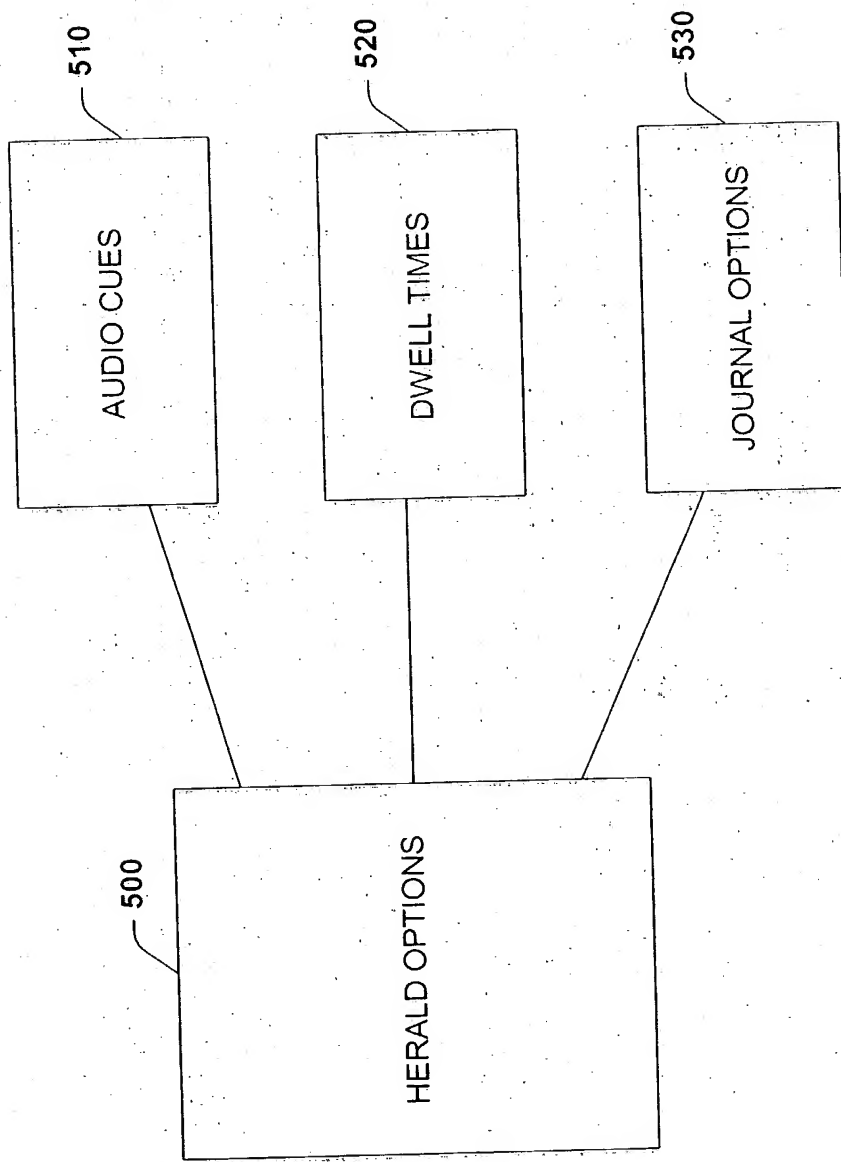 500
HERALD OPTIONS
510
AUDIO CUES
520
DWELL TIMES
530
JOURNAL OPTIONS